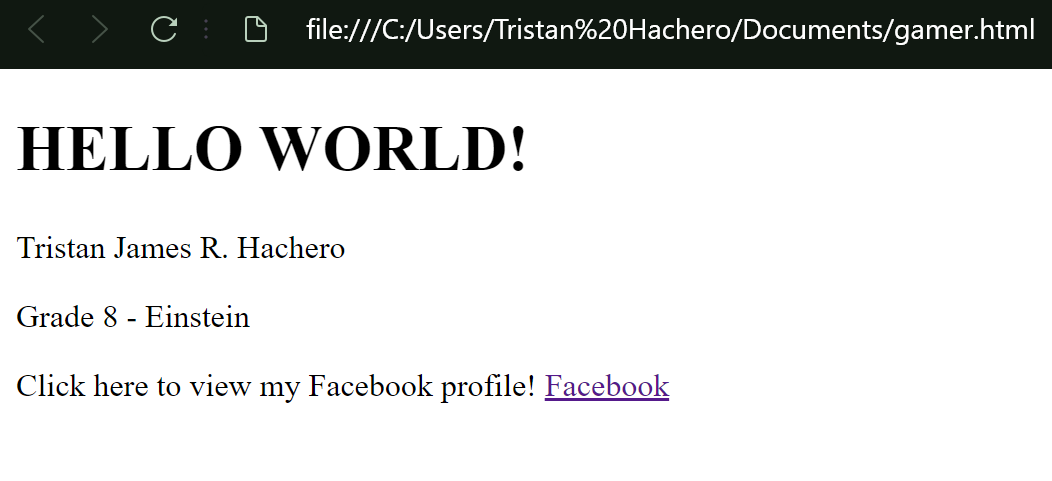 file:///C:/Users/Tristan%20Hachero/Documents/gamer.html
HELLO WORLD!
Tristan James R. Hachero
Grade 8 - Einstein
Click here to view my Facebook profile! Facebook